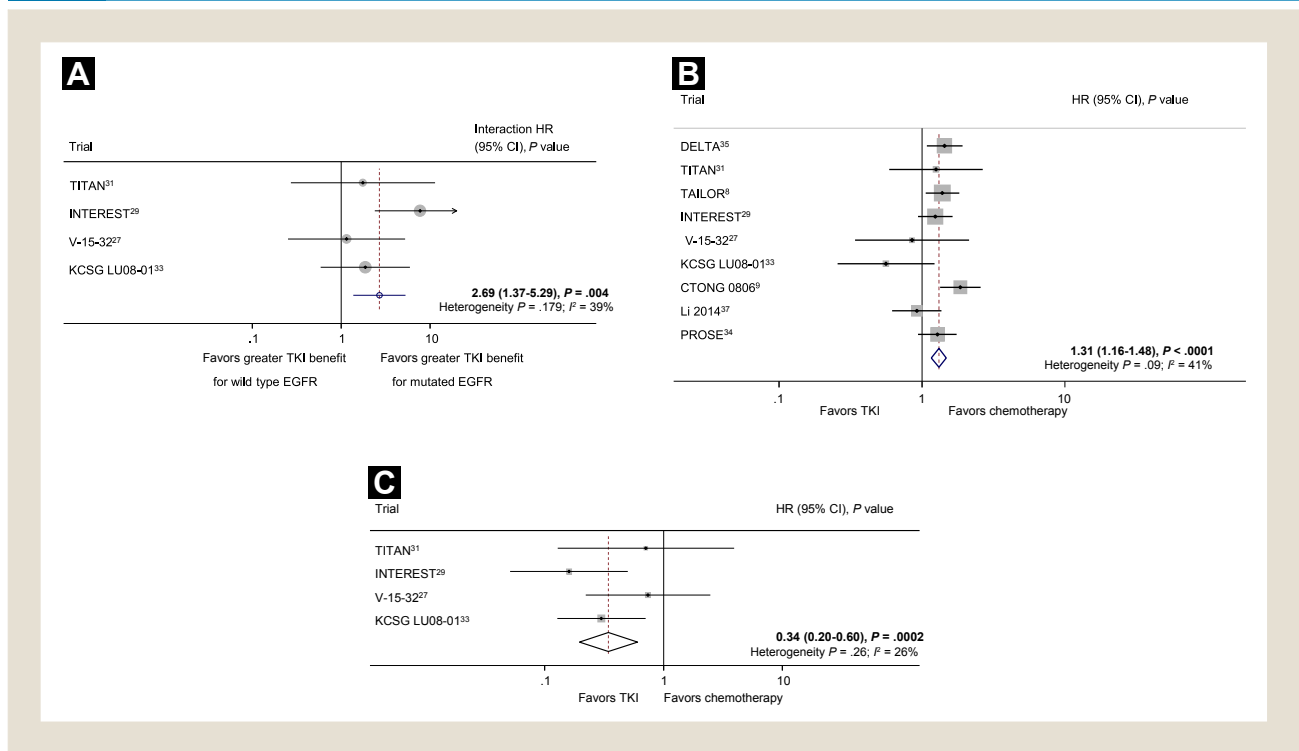 A
Trial
Interaction HR
(95% CI), P value
TITAN31
INTEREST29
V-15-3227
KCSG LU08-0133
2.69 (1.37-5.29), P = .004
Heterogeneity P = .179; I² = 39%
.1 1 10
Favors greater TKI benefit
for wild type EGFR
Favors greater TKI benefit
for mutated EGFR
B
Trial
HR (95% CI), P value
DELTA35
TITAN31
TAILOR8
INTEREST29
V-15-3227
KCSG LU08-0133
CTONG 08069
Li 201437
PROSE34
1.31 (1.16-1.48), P < .0001
Heterogeneity P = .09; I² = 41%
.1 1 10
Favors TKI Favors chemotherapy
C
Trial
HR (95% CI), P value
TITAN31
INTEREST29
V-15-3227
KCSG LU08-0133
0.34 (0.20-0.60), P = .0002
Heterogeneity P = .26; I² = 26%
.1 1 10
Favors TKI Favors chemotherapy